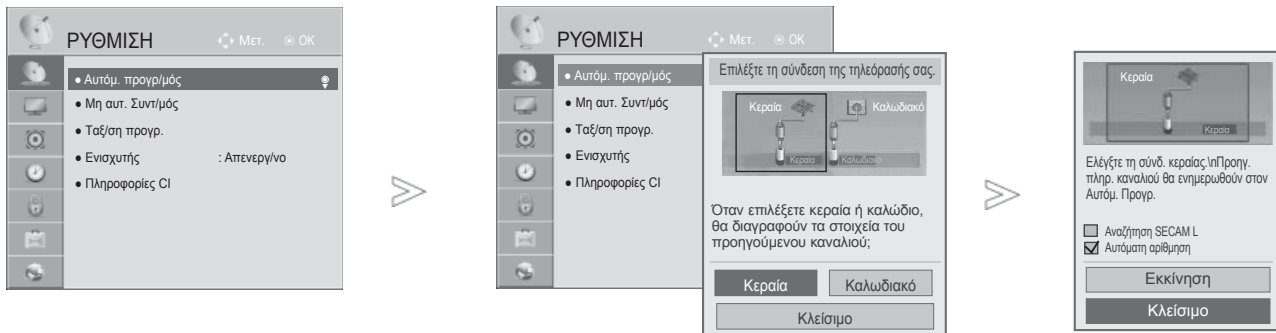 ΡΥΘΜΙΣΗ
Μετ.
OK
● Αυτόμ. προγρ/μός
● Μη αυτ. Συντ/μός
● Ταξ/ση προγρ.
● Ενισχυτής : Απενεργ/νο
● Πληροφορίες CI
ΡΥΘΜΙΣΗ
Μετ.
OK
● Αυτόμ. προγρ/μός
● Μη αυτ. Συντ/μός
● Ταξ/ση προγρ.
● Ενισχυτής
● Πληροφορίες CI
Επιλέξτε τη σύνδεση της τηλεόρασής σας.
Κεραία
Καλωδιακό
Κεραία
Καλωδιακό
Όταν επιλέξετε κεραία ή καλώδιο,
θα διαγραφούν τα στοιχεία του
προηγούμενου καναλιού;
Κεραία
Καλωδιακό
Κλείσιμο
Κεραία
Κεραία
Ελέγξτε τη σύνδ. κεραίας.\nΠροηγ.
πληρ. καναλιού θα ενημερωθούν στον
Αυτόμ. Προγρ.
Αναζήτηση SECAM L
Αυτόματη αρίθμηση
Εκκίνηση
Κλείσιμο